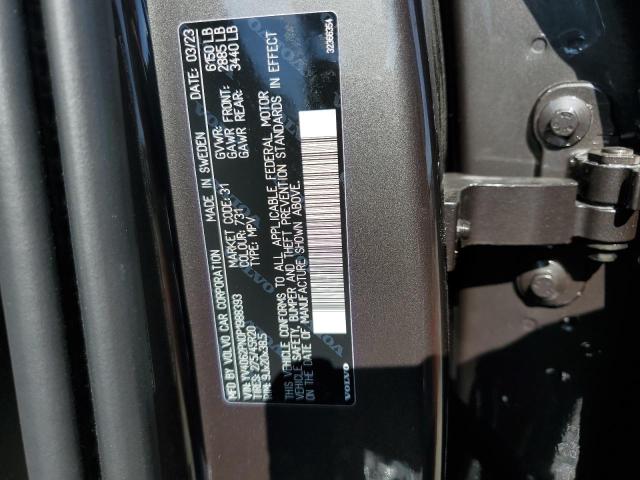 MFD BY VOLVO CAR CORPORATION MADE IN SWEDEN DATE: 03/23
MARKET CODE: 31 GVWR: 6150 LB
COLOUR: 731 GAWR FRONT: 2885 LB
TYPE: MPV GAWR REAR: 3440 LB
THIS VEHICLE CONFORMS TO ALL APPLICABLE FEDERAL MOTOR
VEHICLE SAFETY, BUMPER AND THEFT PREVENTION STANDARDS IN EFFECT
ON THE DATE OF MANUFACTURE SHOWN ABOVE.
VOLVO
32366354